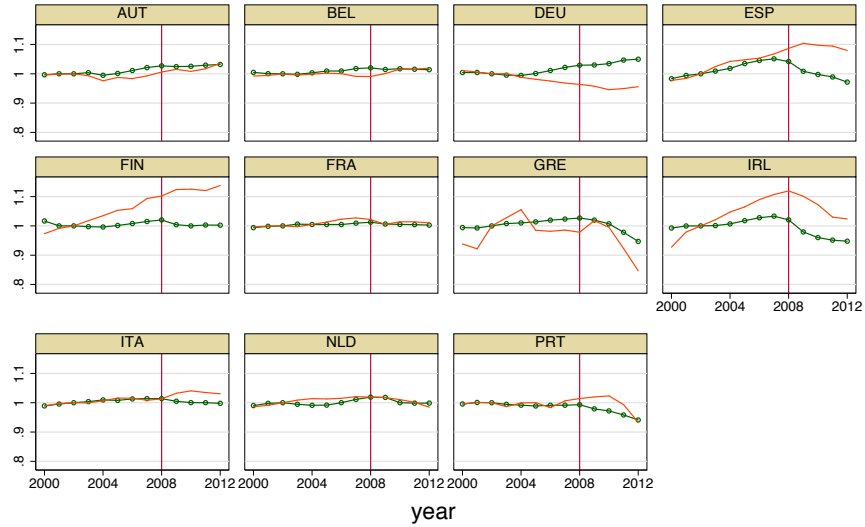 AUT BEL DEU ESP
.8 .9 1 1.1
FIN FRA GRE IRL
.8 .9 1 1.1
2000 2004 2008 2012
ITA NLD PRT
.8 .9 1 1.1
2000 2004 2008 2012 2000 2004 2008 2012 2000 2004 2008 2012
year